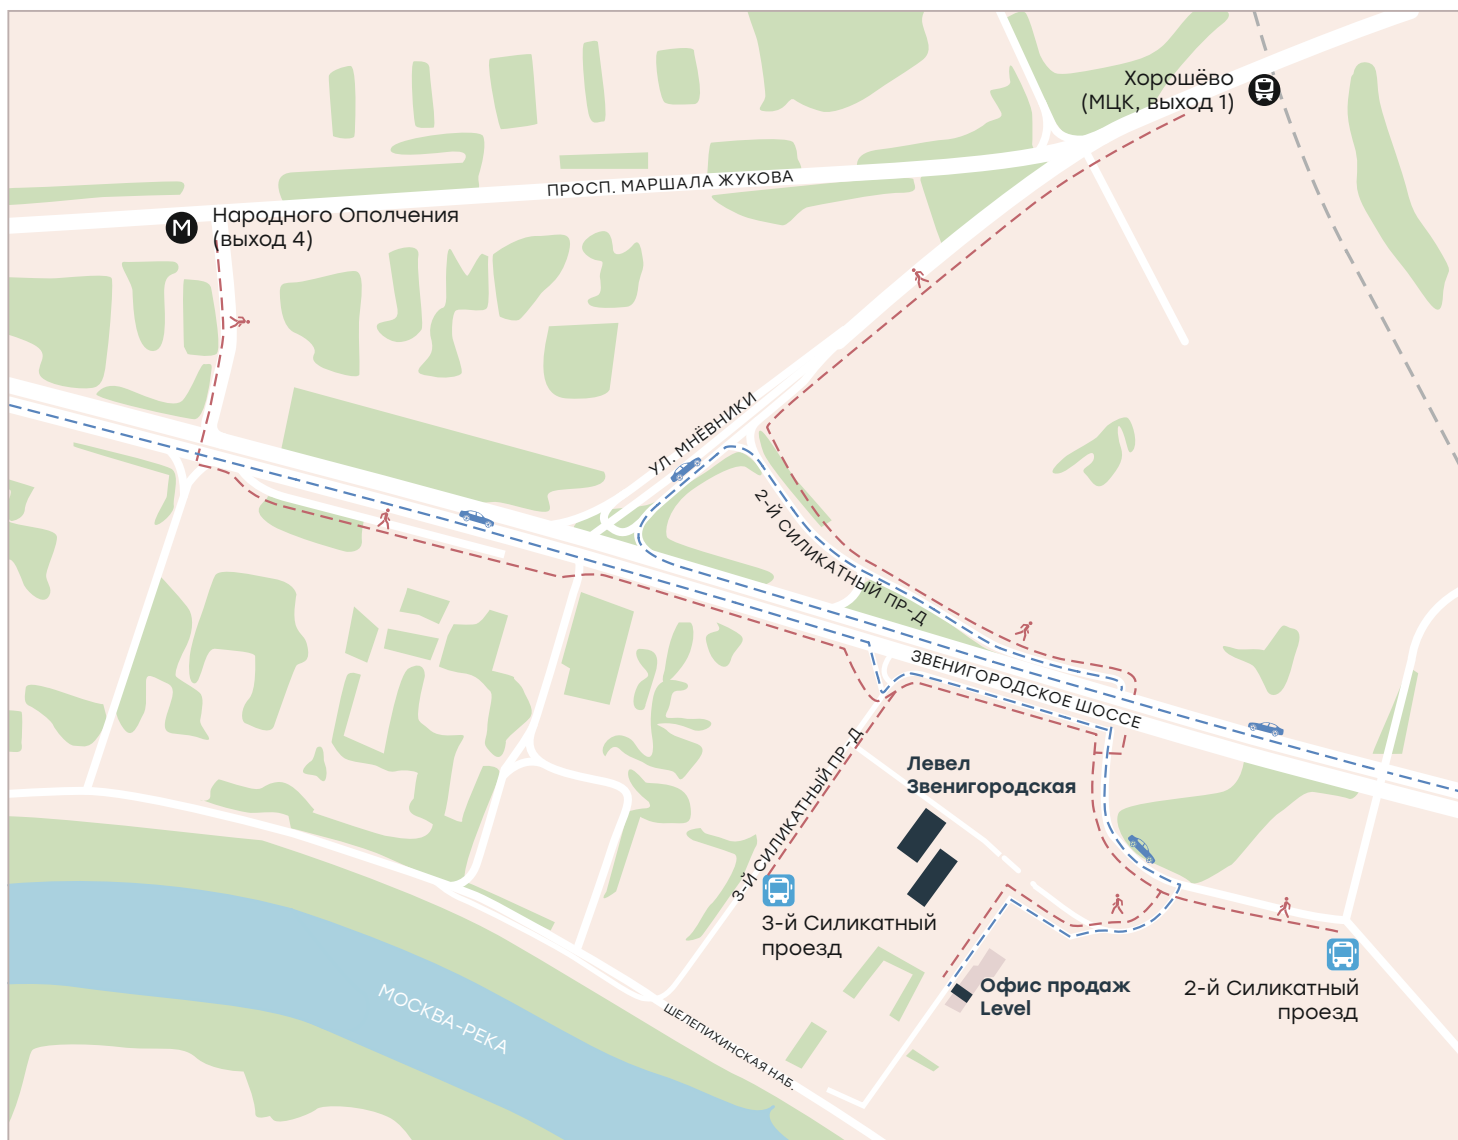 Хорошёво
(МЦК, выход 1)
ПРОСП. МАРШАЛА ЖУКОВА
М
Народного Ополчения
(выход 4)
УЛ. МНЁВНИКИ
2-Й СИЛИКАТНЫЙ ПР-Д
ЗВЕНИГОРОДСКОЕ ШОССЕ
3-Й СИЛИКАТНЫЙ ПР-Д
Левел
Звенигородская
3-й Силикатный
проезд
Офис продаж
Level
2-й Силикатный
проезд
МОСКВА-РЕКА
ШЕЛЕПИХИНСКАЯ НАБ.